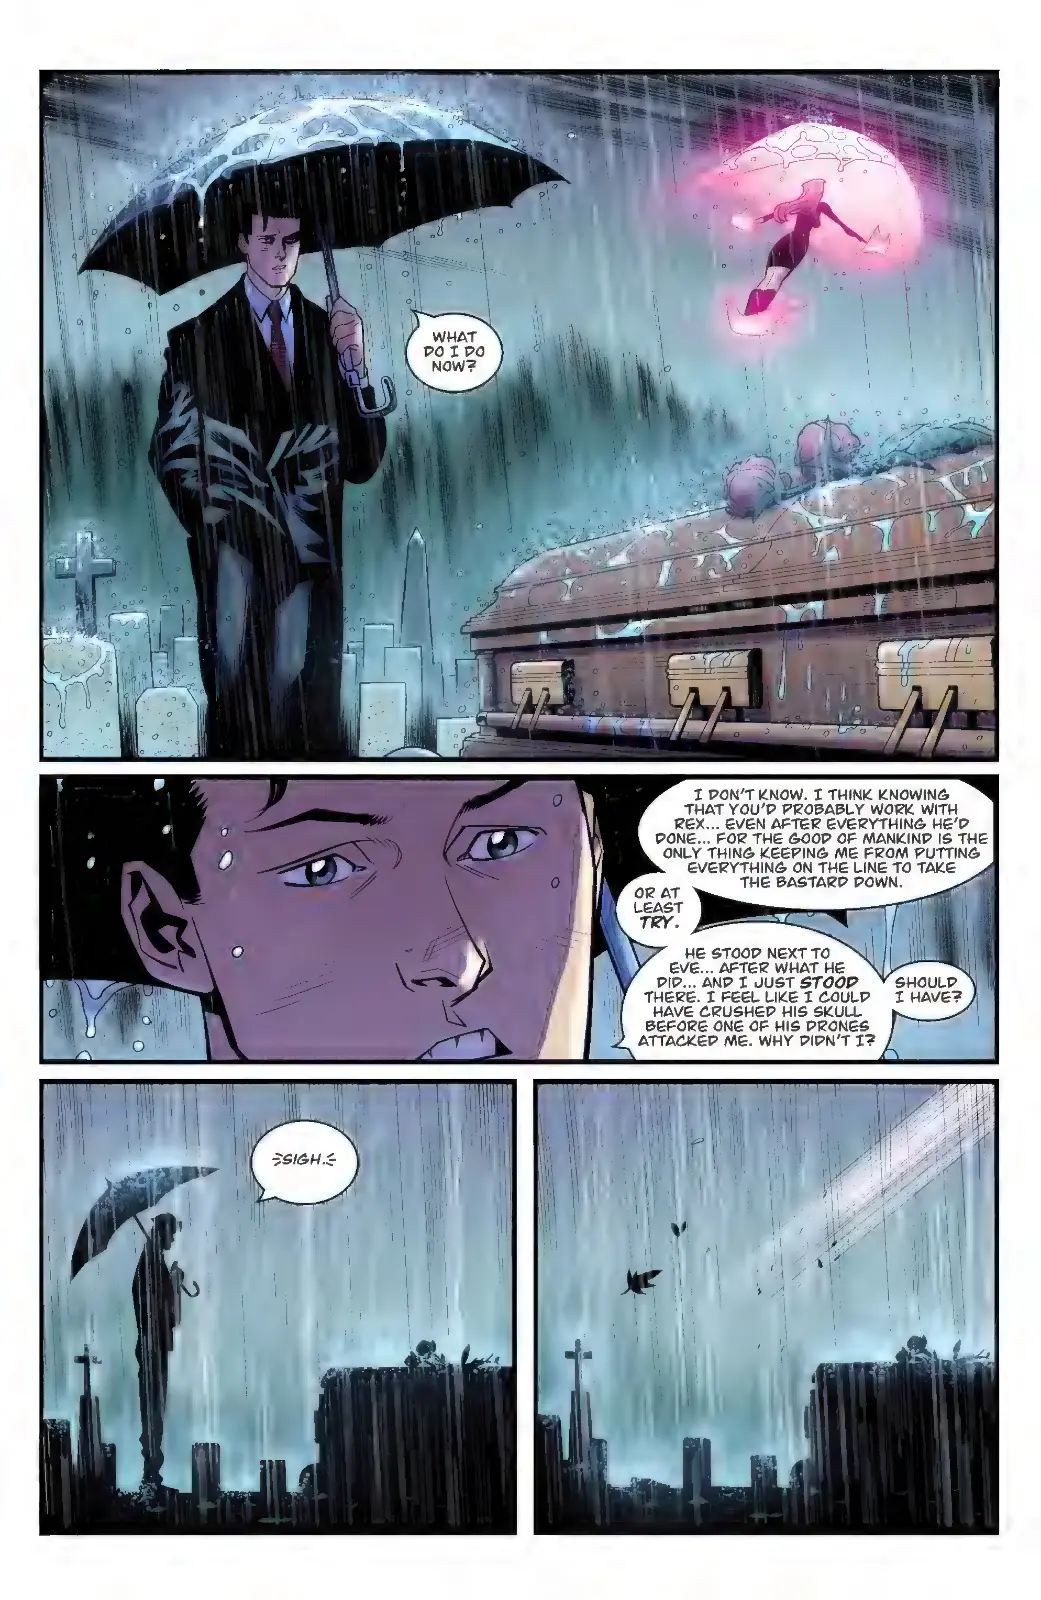 WHAT
DO I DO
NOW?
I DON'T KNOW. I THINK KNOWING
THAT YOU'D PROBABLY WORK WITH
REX... EVEN AFTER EVERYTHING HE'D
DONE... FOR THE GOOD OF MANKIND IS THE
ONLY THING KEEPING ME FROM PUTTING
EVERYTHING ON THE LINE TO TAKE
THE BASTARD DOWN.
OR AT
LEAST
TRY.
HE STOOD NEXT TO
EVE... AFTER WHAT HE
DID... AND I JUST STOOD
THERE. I FEEL LIKE I COULD
HAVE CRUSHED HIS SKULL
BEFORE ONE OF HIS DRONES
ATTACKED ME. WHY DIDN'T I?
SHOULD
I HAVE?
SIGH.